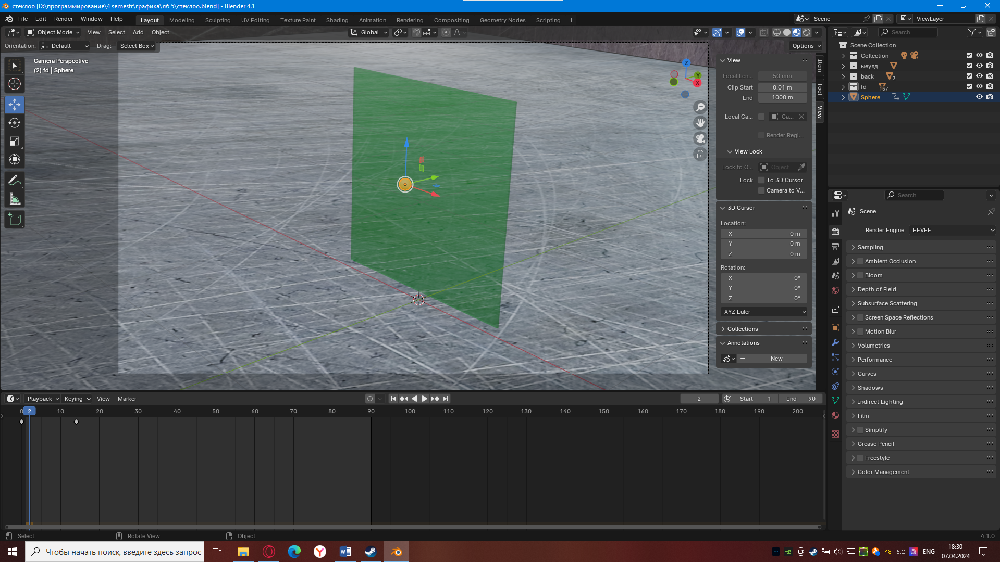 стеклоо [D:\программирование\4 semestr\графика\лб 5\стеклоо.blend] - Blender 4.1
File Edit Render Window Help
Layout Modeling Sculpting UV Editing Texture Paint Shading Animation Rendering Compositing Geometry Nodes Scripting +
Scene
ViewLayer
Object Mode View Select Add Object
Global
Orientation: Default Drag: Select Box
Options
Camera Perspective
(2) fd | Sphere
Z
Y
X
View
Focal Len... 50 mm
Clip Start 0.01 m
End 1000 m
Local Ca... Ca...
Render Regi...
View Lock
Lock to O... Object
Lock To 3D Cursor
Camera to V...
3D Cursor
Location:
X 0 m
Y 0 m
Z 0 m
Rotation:
X 0°
Y 0°
Z 0°
XYZ Euler
Collections
Annotations
New
Item
Tool
View
Search
Scene Collection
Collection
ыеулд
back 3
fd 137
Sphere
Search
Scene
Render Engine EEVEE
Sampling
Ambient Occlusion
Bloom
Depth of Field
Subsurface Scattering
Screen Space Reflections
Motion Blur
Volumetrics
Performance
Curves
Shadows
Indirect Lighting
Film
Simplify
Grease Pencil
Freestyle
Color Management
Playback Keying View Marker
2 Start 1 End 90
0 2 10 20 30 40 50 60 70 80 90 100 110 120 130 140 150 160 170 180 190 200
Select Rotate View Object
4.1.0
Чтобы начать поиск, введите здесь запрос
48 6.2 ENG
18:30
07.04.2024